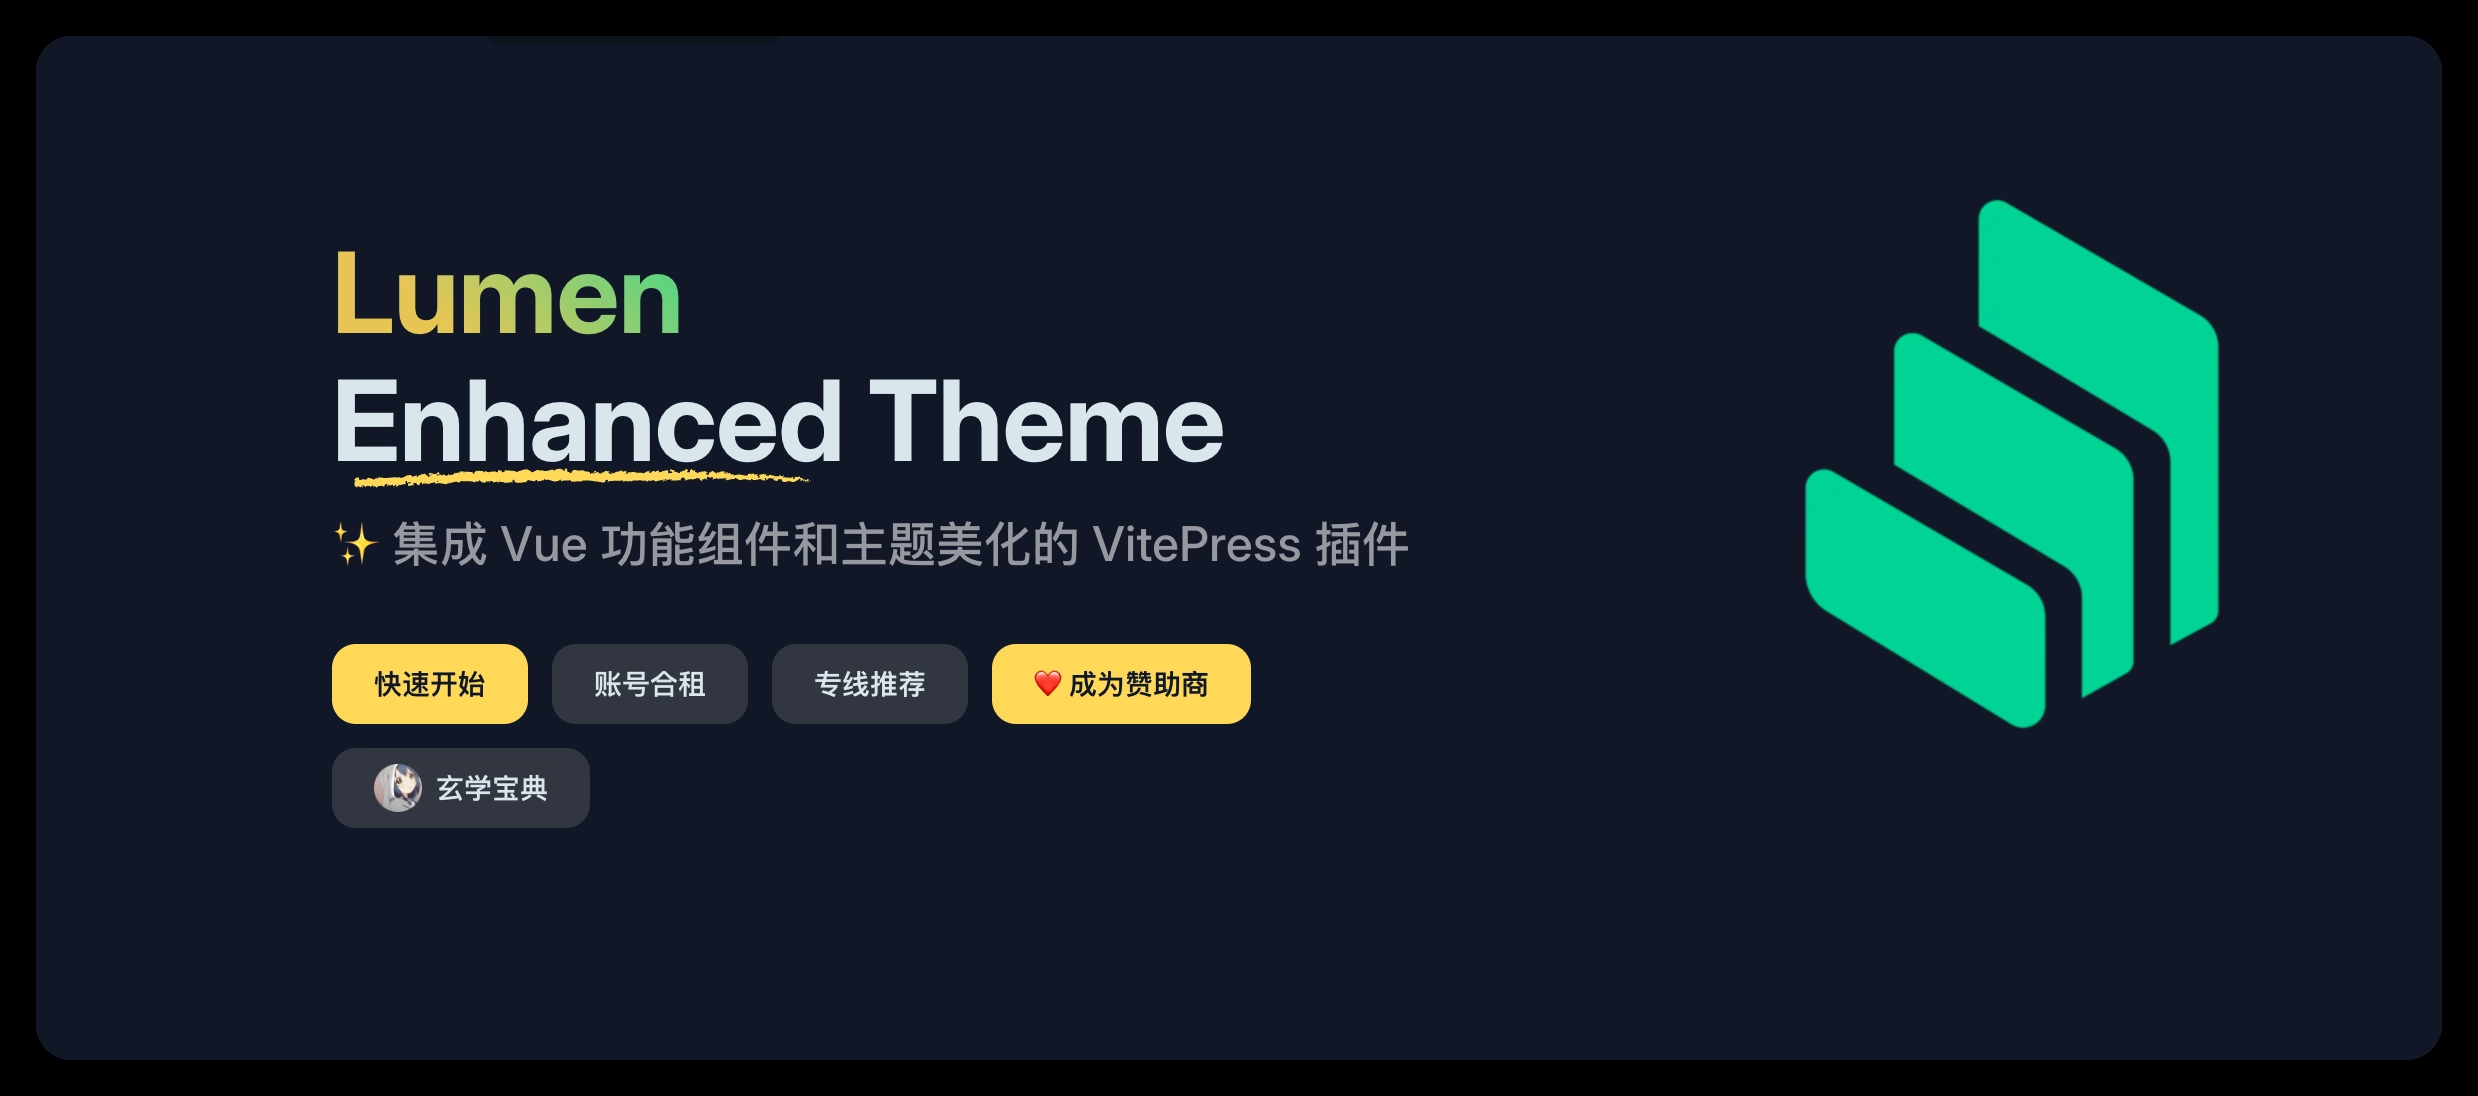 Lumen
Enhanced Theme
✨ 集成 Vue 功能组件和主题美化的 VitePress 插件
快速开始 账号合租 专线推荐 ❤️ 成为赞助商
玄学宝典